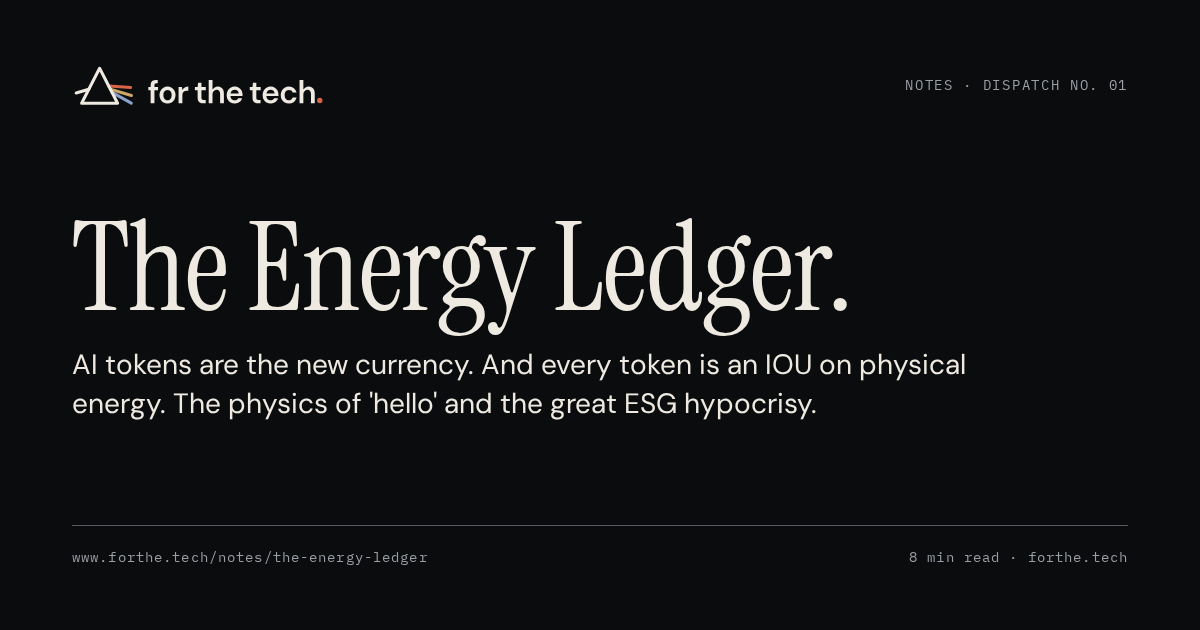 for the tech.
NOTES · DISPATCH NO. 01
The Energy Ledger.
AI tokens are the new currency. And every token is an IOU on physical
energy. The physics of 'hello' and the great ESG hypocrisy.
www.forthe.tech/notes/the-energy-ledger
8 min read · forthe.tech